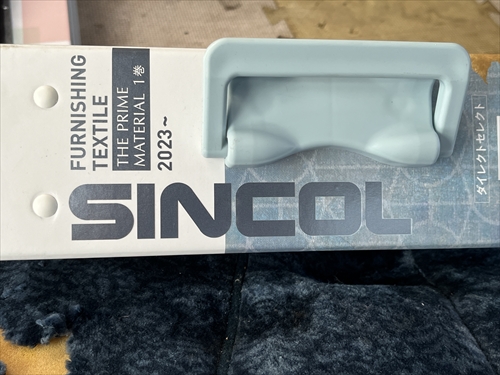 FURNISHING
TEXTILE
THE PRIME
MATERIAL 1巻
2023~
SINCOL
ダイレクトセレクト